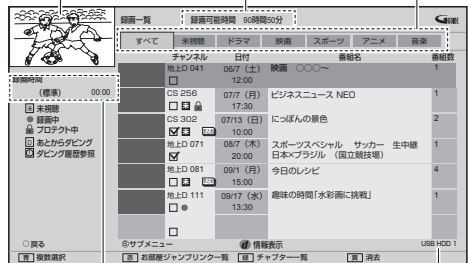 録画一覧
録画可能時間 90時間50分
GGUIDE
すべて 未視聴 ドラマ 映画 スポーツ アニメ 音楽
チャンネル 日付 番組名 番組数
地上D 041 06/7（土） 映画 ○○〜 1
12:00
録画時間
（標準） 00:00
CS 256 07/7（月） ビジネスニュース NEO 1
17:30
未視聴
録画中
プロテクト中
あとからダビング
ダビング履歴参照
CS 302 07/13（日） にっぽんの景色 2
10:00
地上D 071 08/7（木） スポーツスペシャル サッカー 生中継 1
20:00 日本×ブラジル （国立競技場）
地上D 081 09/1（月） 今日のレシピ 4
15:00
地上D 111 09/17（水） 趣味の時間「水彩画に挑戦」 1
13:30
戻る サブメニュー d 情報表示 USB HDD 1
青 複数選択 赤 お部屋ジャンプリンク一覧 緑 チャプター一覧 黄 消去